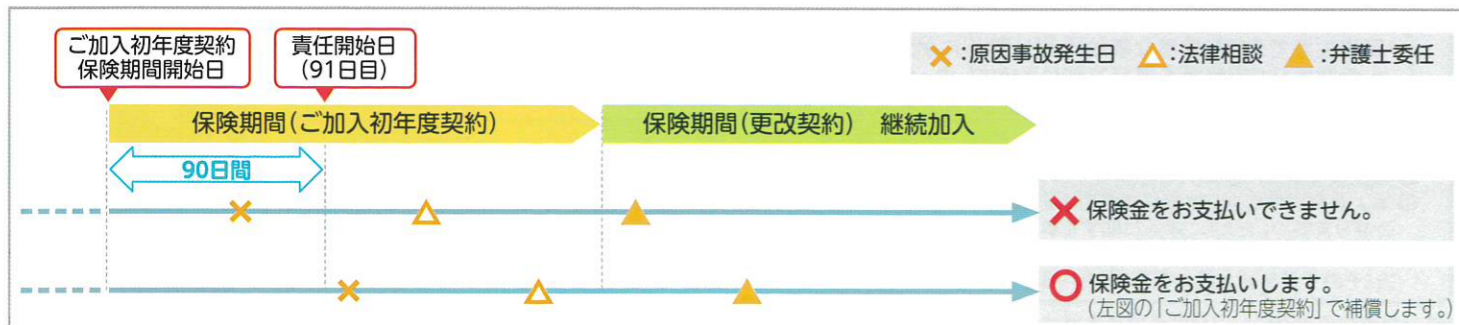 ご加入初年度契約
保険期間開始日
責任開始日
(91日目)
×:原因事故発生日 △:法律相談 ▲:弁護士委任
保険期間(ご加入初年度契約)
保険期間(更改契約) 継続加入
90日間
×保険金をお支払いできません。
○保険金をお支払いします。
(左図の「ご加入初年度契約」で補償します。)